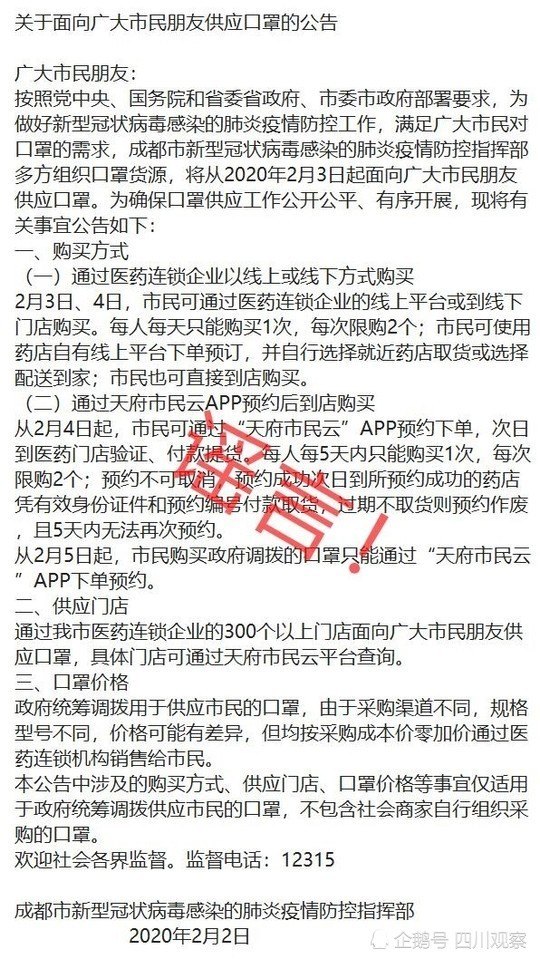 关于面向广大市民朋友供应口罩的公告
广大市民朋友：
按照党中央、国务院和省委省政府、市委市政府部署要求，为
做好新型冠状病毒感染的肺炎疫情防控工作，满足广大市民对
口罩的需求，成都市新型冠状病毒感染的肺炎疫情防控指挥部
多方组织口罩货源，将从2020年2月3日起面向广大市民朋友
供应口罩。为确保口罩供应工作公开公平、有序开展，现将有
关事宜公告如下：
一、购买方式
（一）通过医药连锁企业以线上或线下方式购买
2月3日、4日，市民可通过医药连锁企业的线上平台或到线下
门店购买。每人每天只能购买1次，每次限购2个；市民可使用
药店自有线上平台下单预订，并自行选择就近药店取货或选择
配送到家；市民也可直接到店购买。
（二）通过天府市民云APP预约后到店购买
从2月4日起，市民可通过“天府市民云”APP预约下单，次日
到医药门店验证、付款提货。每人每5天内只能购买1次，每次
限购2个；预约不可取消，预约成功次日到所预约成功的药店
凭有效身份证件和预约编号付款取货，过期不取货则预约作废
，且5天内无法再次预约。
从2月5日起，市民购买政府调拨的口罩只能通过“天府市民云
”APP下单预约。
二、供应门店
通过我市医药连锁企业的300个以上门店面向广大市民朋友供
应口罩，具体门店可通过天府市民云平台查询。
三、口罩价格
政府统筹调拨用于供应市民的口罩，由于采购渠道不同，规格
型号不同，价格可能有差异，但均按采购成本价零加价通过医
药连锁机构销售给市民。
本公告中涉及的购买方式、供应门店、口罩价格等事宜仅适用
于政府统筹调拨供应市民的口罩，不包含社会商家自行组织采
购的口罩。
欢迎社会各界监督。监督电话：12315
成都市新型冠状病毒感染的肺炎疫情防控指挥部
2020年2月2日
谣言！
企鹅号 四川观察